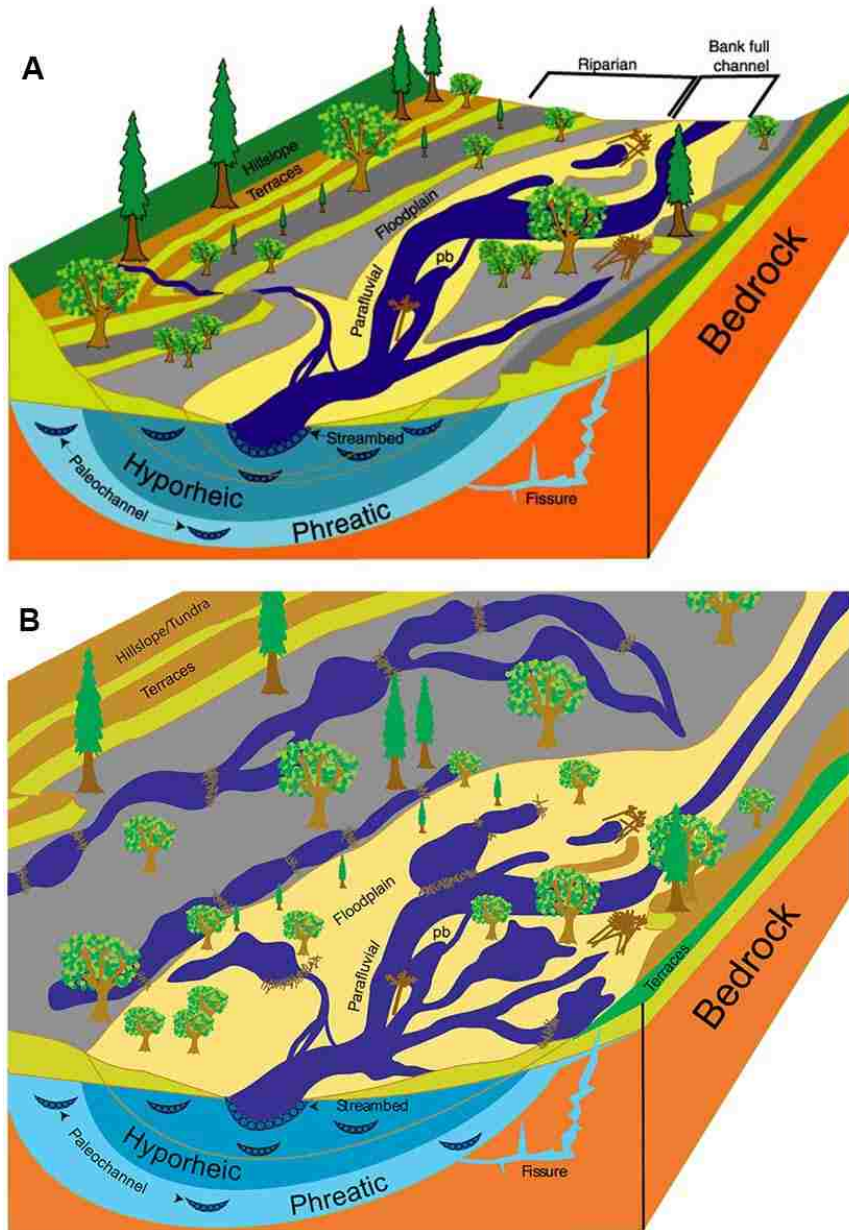 A
Riparian
Bank full
channel
Hillslope
Terraces
Floodplain
Parafluvial
pb
Bedrock
Streambed
Paleochannel
Hyporheic
Phreatic
Fissure
B
Hillslope/Tundra
Terraces
Floodplain
Parafluvial
pb
Terraces
Bedrock
Streambed
Paleochannel
Hyporheic
Phreatic
Fissure